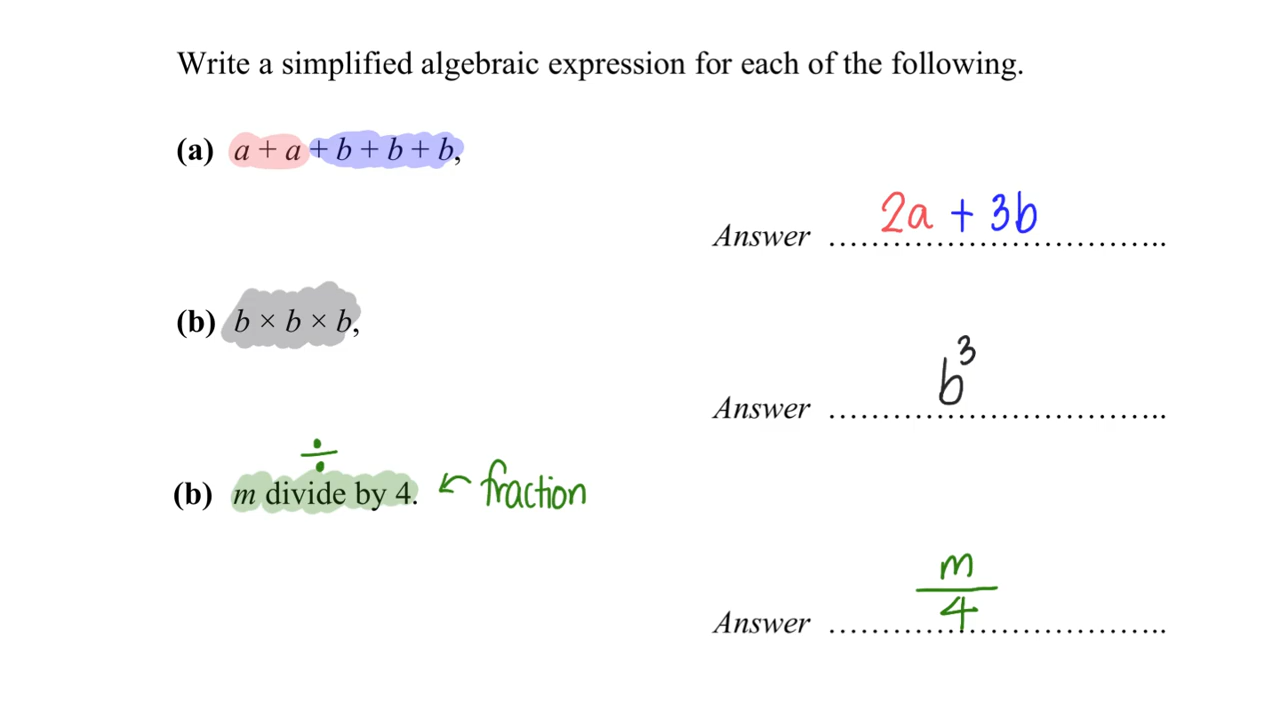 Write a simplified algebraic expression for each of the following.
(a) a + a + b + b + b,
2a + 3b
Answer ……………………………..
(b) b × b × b,
b³
Answer ……………………………..
÷
(b) m divide by 4. ← fraction
m
4
Answer ……………………………..